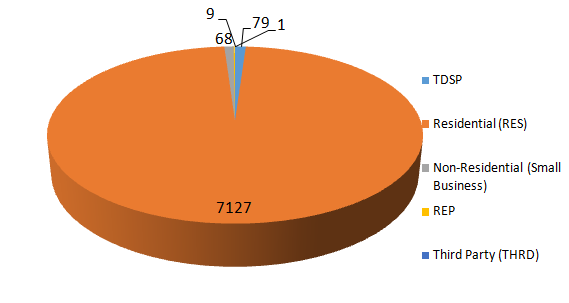 9
79
1
68
TDSP
Residential (RES)
Non-Residential (Small
Business)
7127
REP
Third Party (THRD)